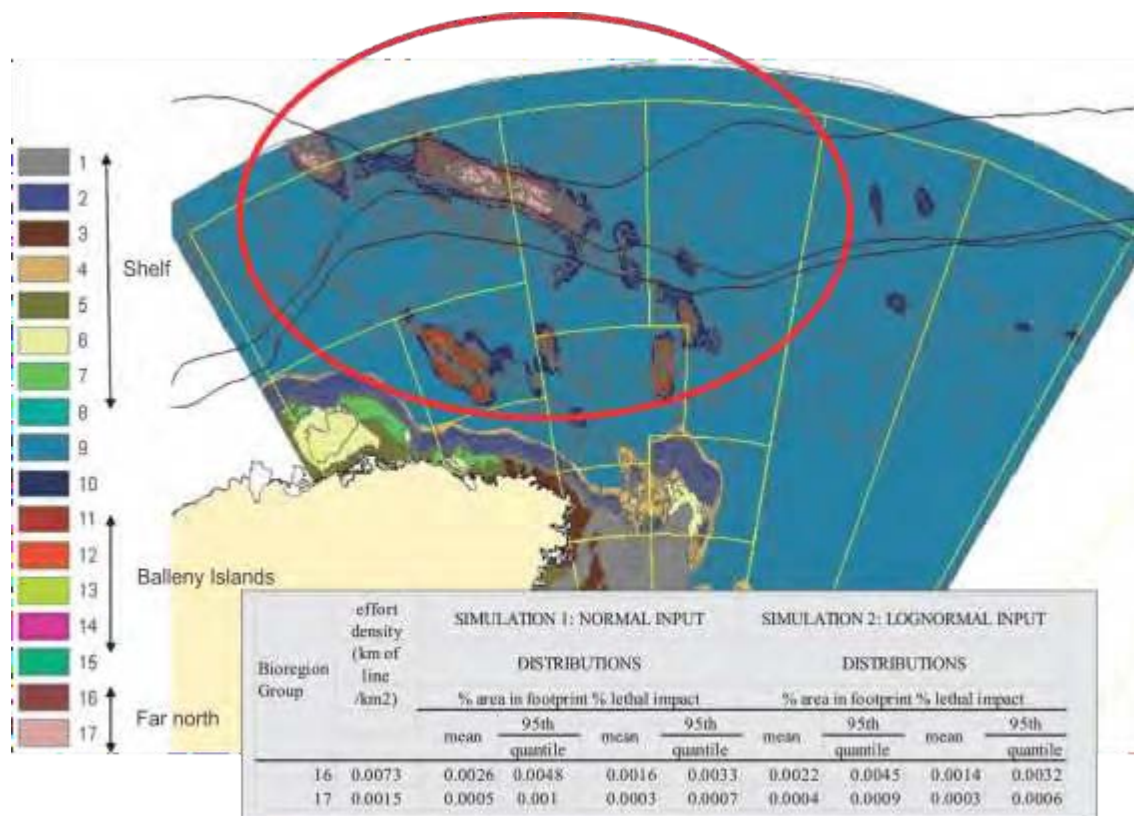 1
2
3
4
Shelf
5
6
7
8
9
10
11
12
Balleny Islands
13
14
15
16
Far north
17
Bioregion Group
effort density (km of line /km2)
SIMULATION 1: NORMAL INPUT DISTRIBUTIONS
SIMULATION 2: LOGNORMAL INPUT DISTRIBUTIONS
% area in footprint % lethal impact % area in footprint % lethal impact
mean 95th quantile mean 95th quantile mean 95th quantile mean 95th quantile
16 0.0073 0.0026 0.0048 0.0016 0.0033 0.0022 0.0045 0.0014 0.0032
17 0.0015 0.0005 0.001 0.0003 0.0007 0.0004 0.0009 0.0003 0.0006